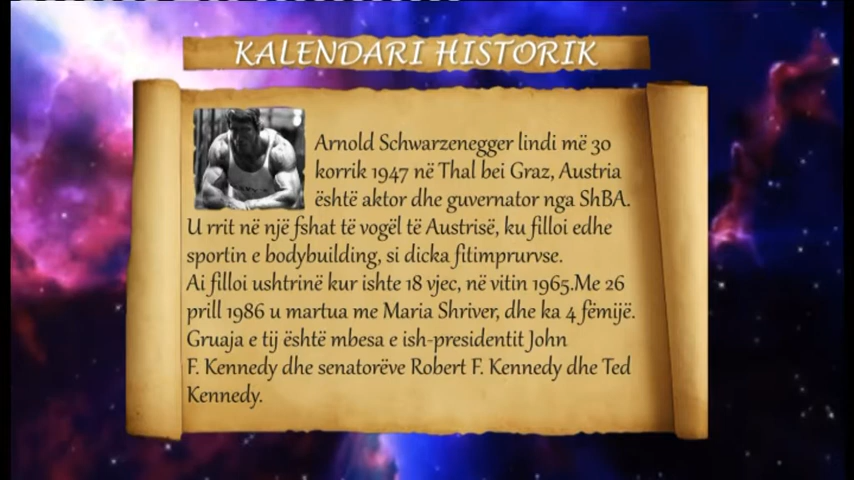 KALENDARI HISTORIK
Arnold Schwarzenegger lindi më 30
korrik 1947 në Thal bei Graz, Austria
është aktor dhe guvernator nga ShBA.
U rrit në një fshat të vogël të Austrisë, ku filloi edhe
sportin e bodybuilding, si dicka fitimprurvse.
Ai filloi ushtrinë kur ishte 18 vjec, në vitin 1965.Me 26
prill 1986 u martua me Maria Shriver, dhe ka 4 fëmijë.
Gruaja e tij është mbesa e ish-presidentit John
F. Kennedy dhe senatorëve Robert F. Kennedy dhe Ted
Kennedy.